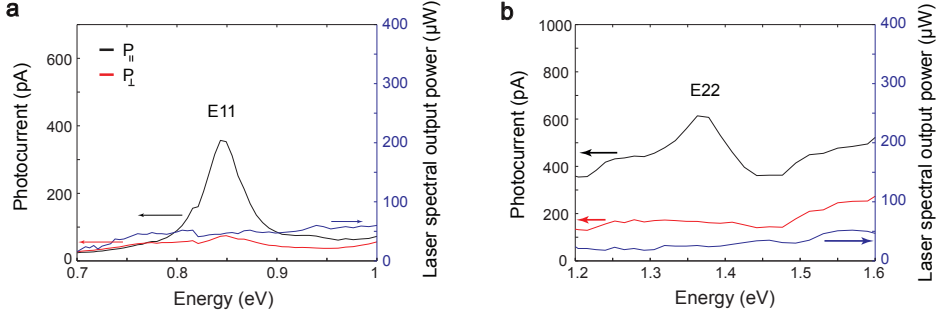 a
Photocurrent (pA)
600
400
200
0
P||
P⊥
E11
0.7
0.8
0.9
1
Energy (eV)
400
300
200
100
0
Laser spectral output power (µW)
b
Photocurrent (pA)
1000
800
600
400
200
0
E22
1.2
1.3
1.4
1.5
1.6
Energy (eV)
400
300
200
100
0
Laser spectral output power (µW)